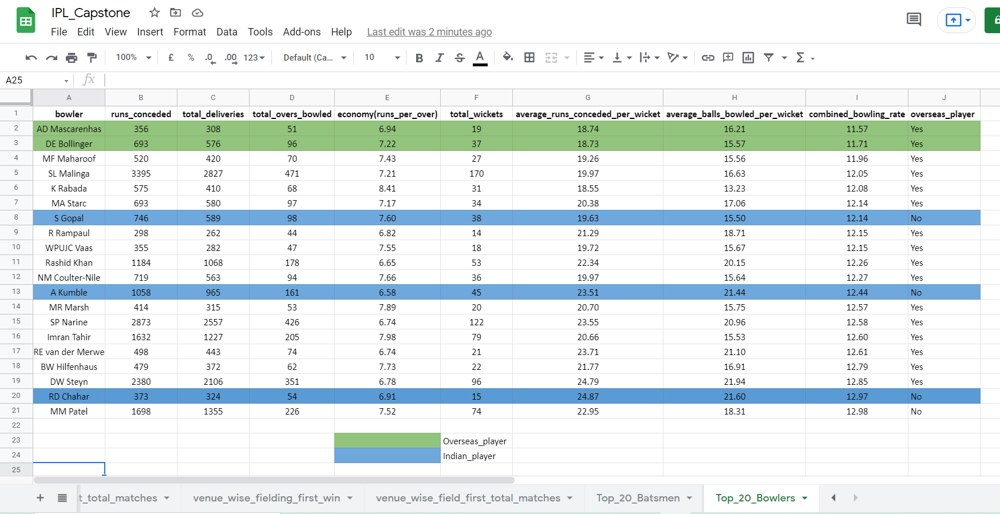 IPL_Capstone
File Edit View Insert Format Data Tools Add-ons Help Last edit was 2 minutes ago
100% £ % .0 .00 123 Default (Ca... 10 B I S A Σ
A25 fx
A B C D E F G H I J
1 bowler runs_conceded total_deliveries total_overs_bowled economy(runs_per_over) total_wickets average_runs_conceded_per_wicket average_balls_bowled_per_wicket combined_bowling_rate overseas_player
2 AD Mascarenhas 356 308 51 6.94 19 18.74 16.21 11.57 Yes
3 DE Bollinger 693 576 96 7.22 37 18.73 15.57 11.71 Yes
4 MF Maharoof 520 420 70 7.43 27 19.26 15.56 11.96 Yes
5 SL Malinga 3395 2827 471 7.21 170 19.97 16.63 12.05 Yes
6 K Rabada 575 410 68 8.41 31 18.55 13.23 12.08 Yes
7 MA Starc 693 580 97 7.17 34 20.38 17.06 12.14 Yes
8 S Gopal 746 589 98 7.60 38 19.63 15.50 12.14 No
9 R Rampaul 298 262 44 6.82 14 21.29 18.71 12.15 Yes
10 WPUJC Vaas 355 282 47 7.55 18 19.72 15.67 12.15 Yes
11 Rashid Khan 1184 1068 178 6.65 53 22.34 20.15 12.26 Yes
12 NM Coulter-Nile 719 563 94 7.66 36 19.97 15.64 12.27 Yes
13 A Kumble 1058 965 161 6.58 45 23.51 21.44 12.44 No
14 MR Marsh 414 315 53 7.89 20 20.70 15.75 12.57 Yes
15 SP Narine 2873 2557 426 6.74 122 23.55 20.96 12.58 Yes
16 Imran Tahir 1632 1227 205 7.98 79 20.66 15.53 12.60 Yes
17 RE van der Merwe 498 443 74 6.74 21 23.71 21.10 12.61 Yes
18 BW Hilfenhaus 479 372 62 7.73 22 21.77 16.91 12.79 Yes
19 DW Steyn 2380 2106 351 6.78 96 24.79 21.94 12.85 Yes
20 RD Chahar 373 324 54 6.91 15 24.87 21.60 12.97 No
21 MM Patel 1698 1355 226 7.52 74 22.95 18.31 12.98 No
22
23 Overseas_player
24 Indian_player
25
t_total_matches venue_wise_fielding_first_win venue_wise_field_first_total_matches Top_20_Batsmen Top_20_Bowlers